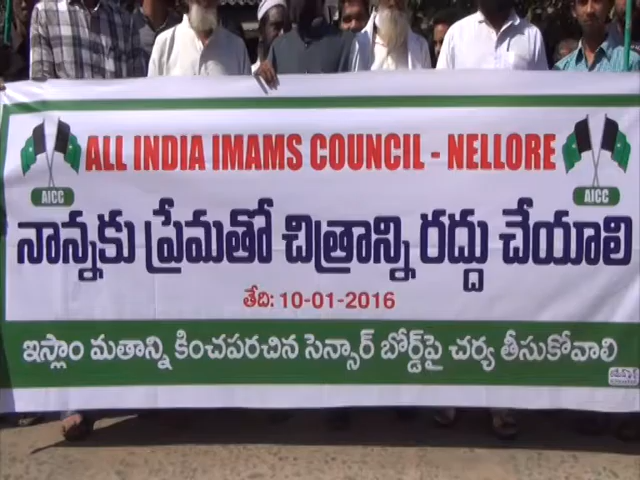 ALL INDIA IMAMS COUNCIL - NELLORE
AICC
AICC
నాన్నకు ప్రేమతో చిత్రాన్ని రద్దు చేయాలి
తేది: 10-01-2016
ఇస్లాం మతాన్ని కించపరచిన సెన్సార్ బోర్డ్‌పై చర్య తీసుకోవాలి